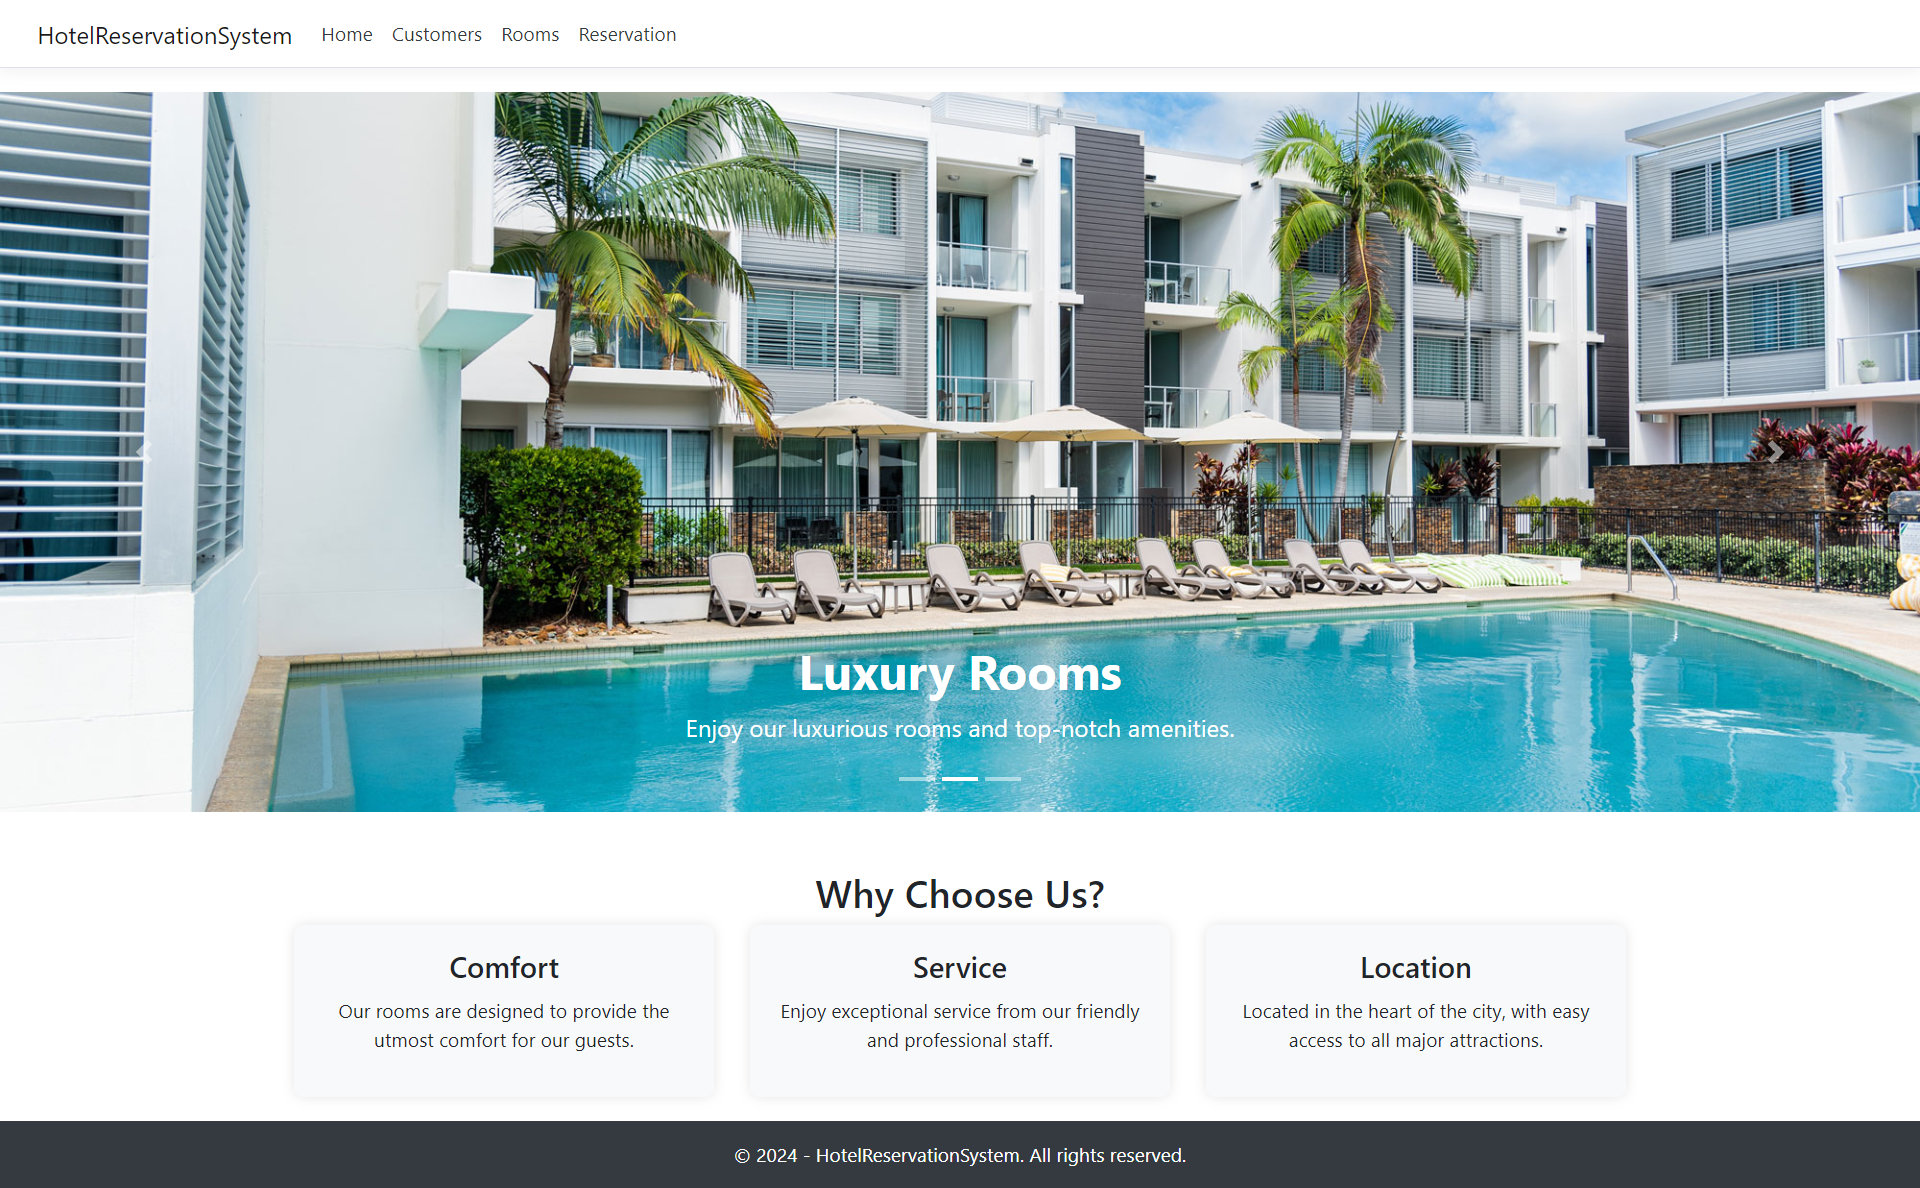 HotelReservationSystem Home Customers Rooms Reservation
Luxury Rooms
Enjoy our luxurious rooms and top-notch amenities.
Why Choose Us?
Comfort
Our rooms are designed to provide the
utmost comfort for our guests.
Service
Enjoy exceptional service from our friendly
and professional staff.
Location
Located in the heart of the city, with easy
access to all major attractions.
© 2024 - HotelReservationSystem. All rights reserved.